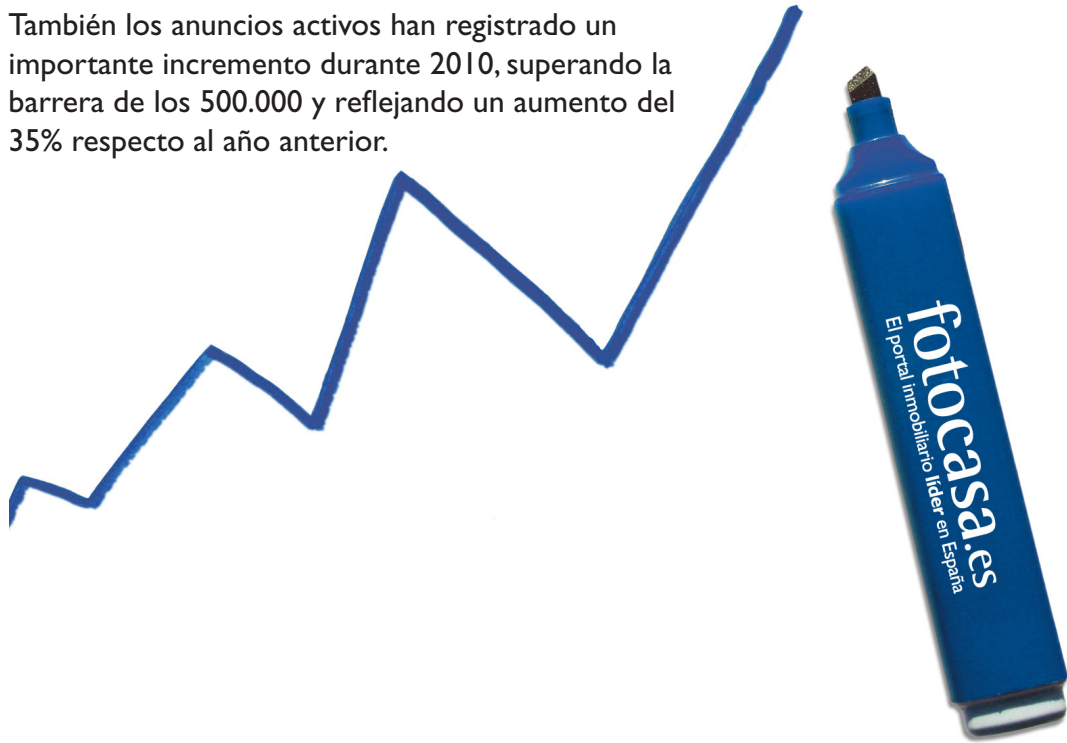 También los anuncios activos han registrado un
importante incremento durante 2010, superando la
barrera de los 500.000 y reflejando un aumento del
35% respecto al año anterior.
fotocasa.es
El portal inmobiliario líder en España